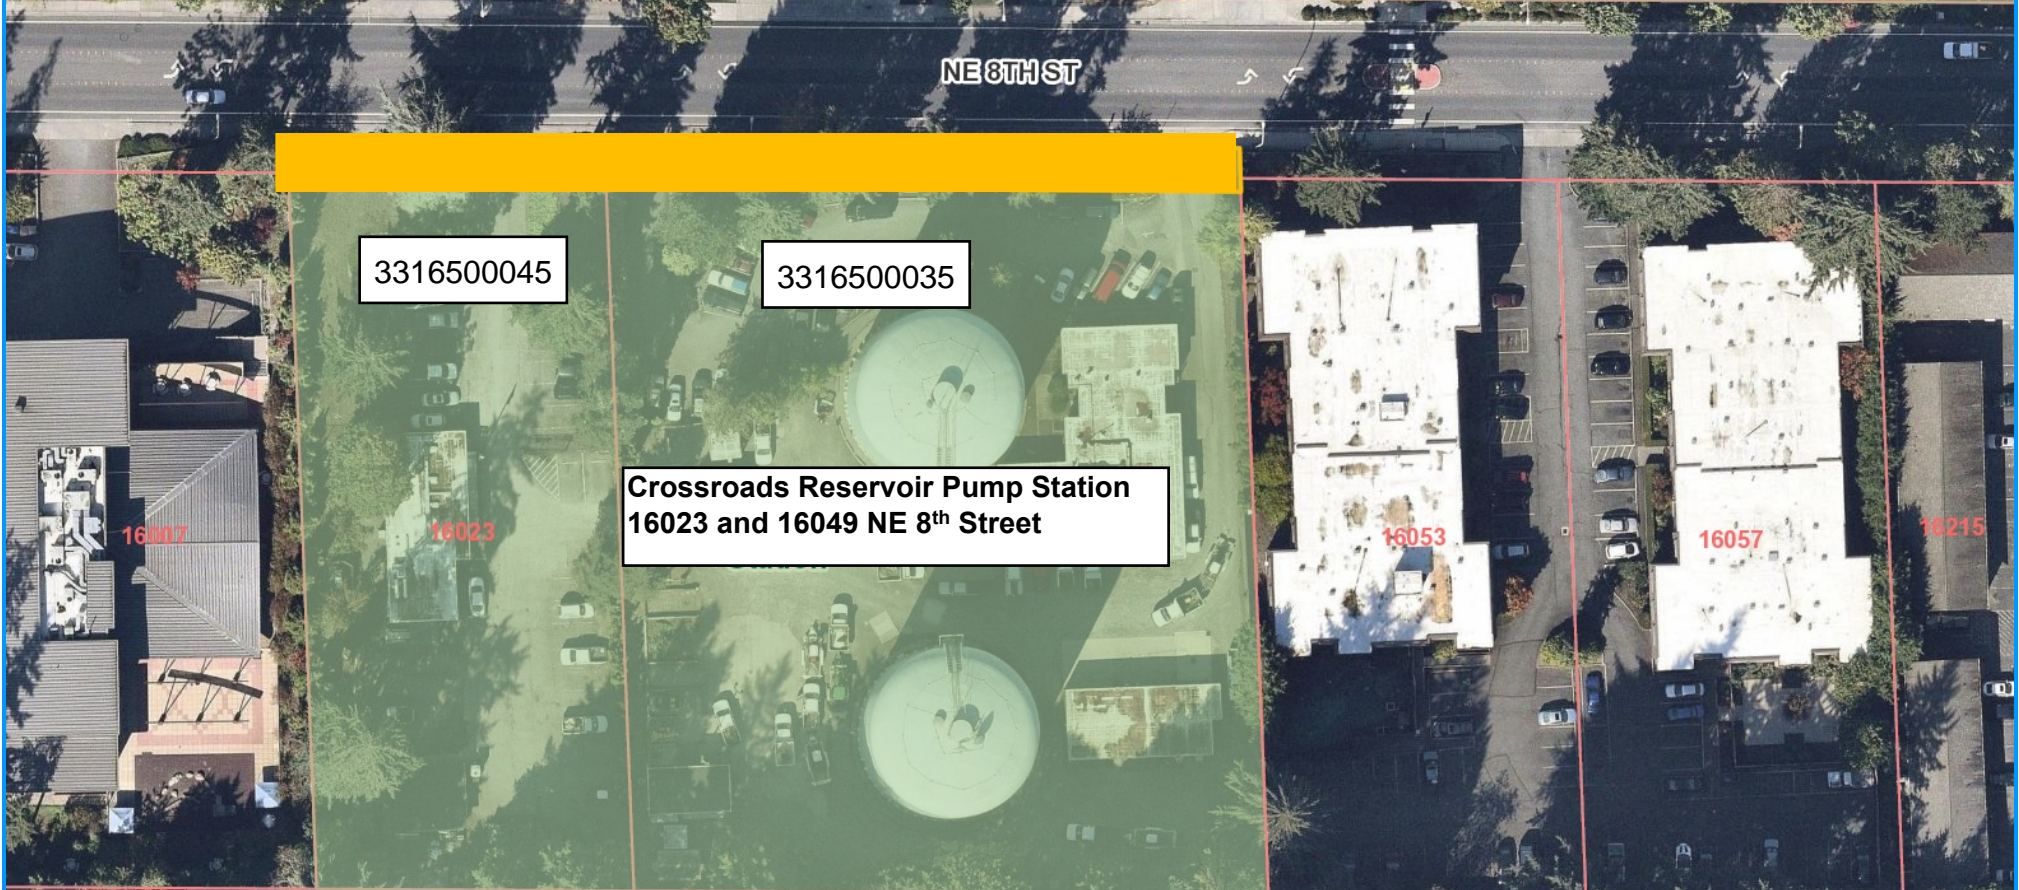 NE 8TH ST
3316500045
3316500035
Crossroads Reservoir Pump Station
16023 and 16049 NE 8th Street
16007
16023
16053
16057
16215